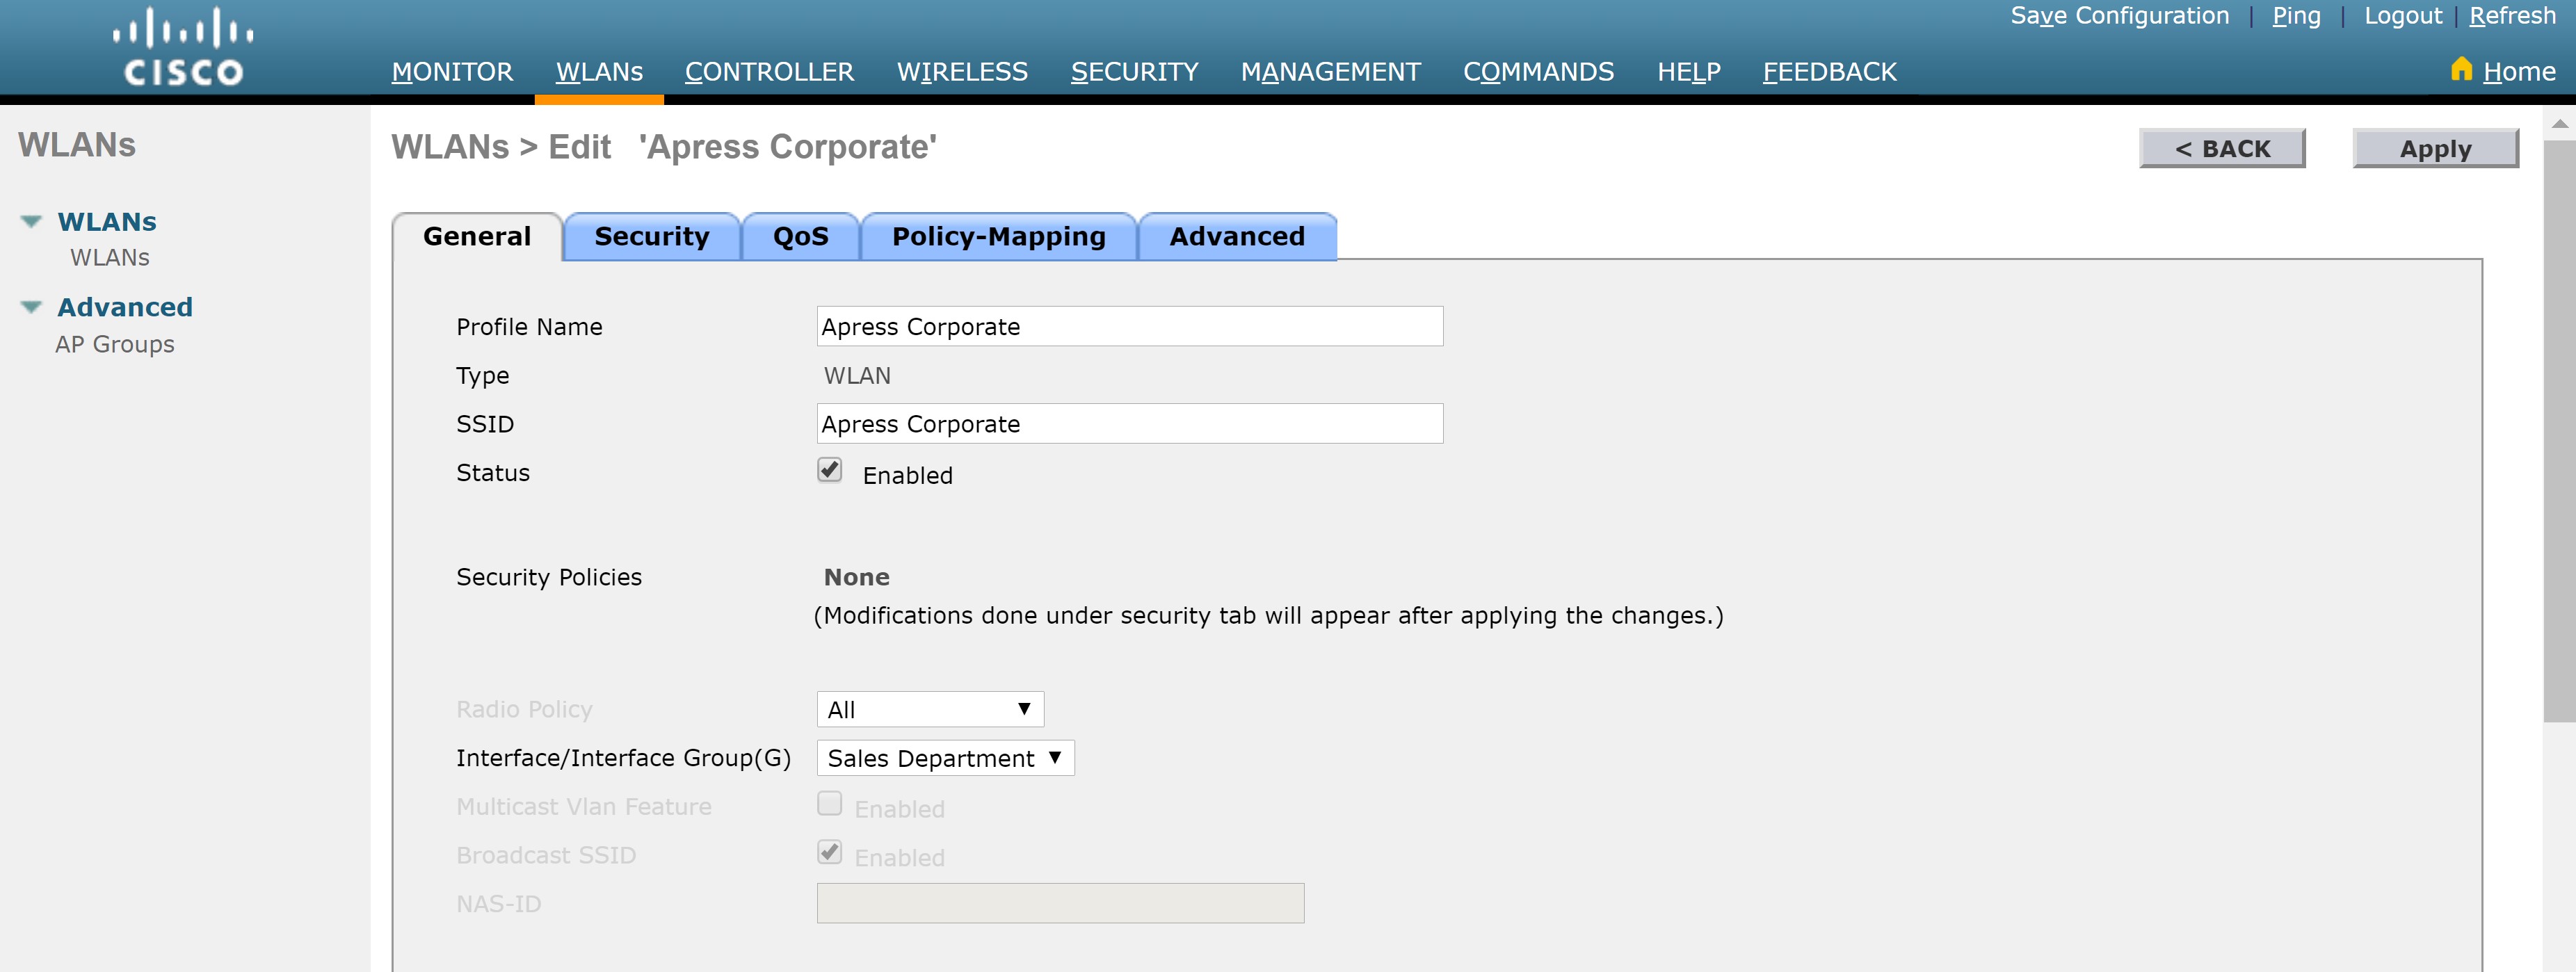 Save Configuration | Ping | Logout | Refresh
CISCO
MONITOR WLANs CONTROLLER WIRELESS SECURITY MANAGEMENT COMMANDS HELP FEEDBACK Home
WLANs
WLANs
WLANs
Advanced
AP Groups
WLANs > Edit 'Apress Corporate'
< BACK Apply
General Security QoS Policy-Mapping Advanced
Profile Name Apress Corporate
Type WLAN
SSID Apress Corporate
Status Enabled
Security Policies None
(Modifications done under security tab will appear after applying the changes.)
Radio Policy All
Interface/Interface Group(G) Sales Department
Multicast Vlan Feature Enabled
Broadcast SSID Enabled
NAS-ID